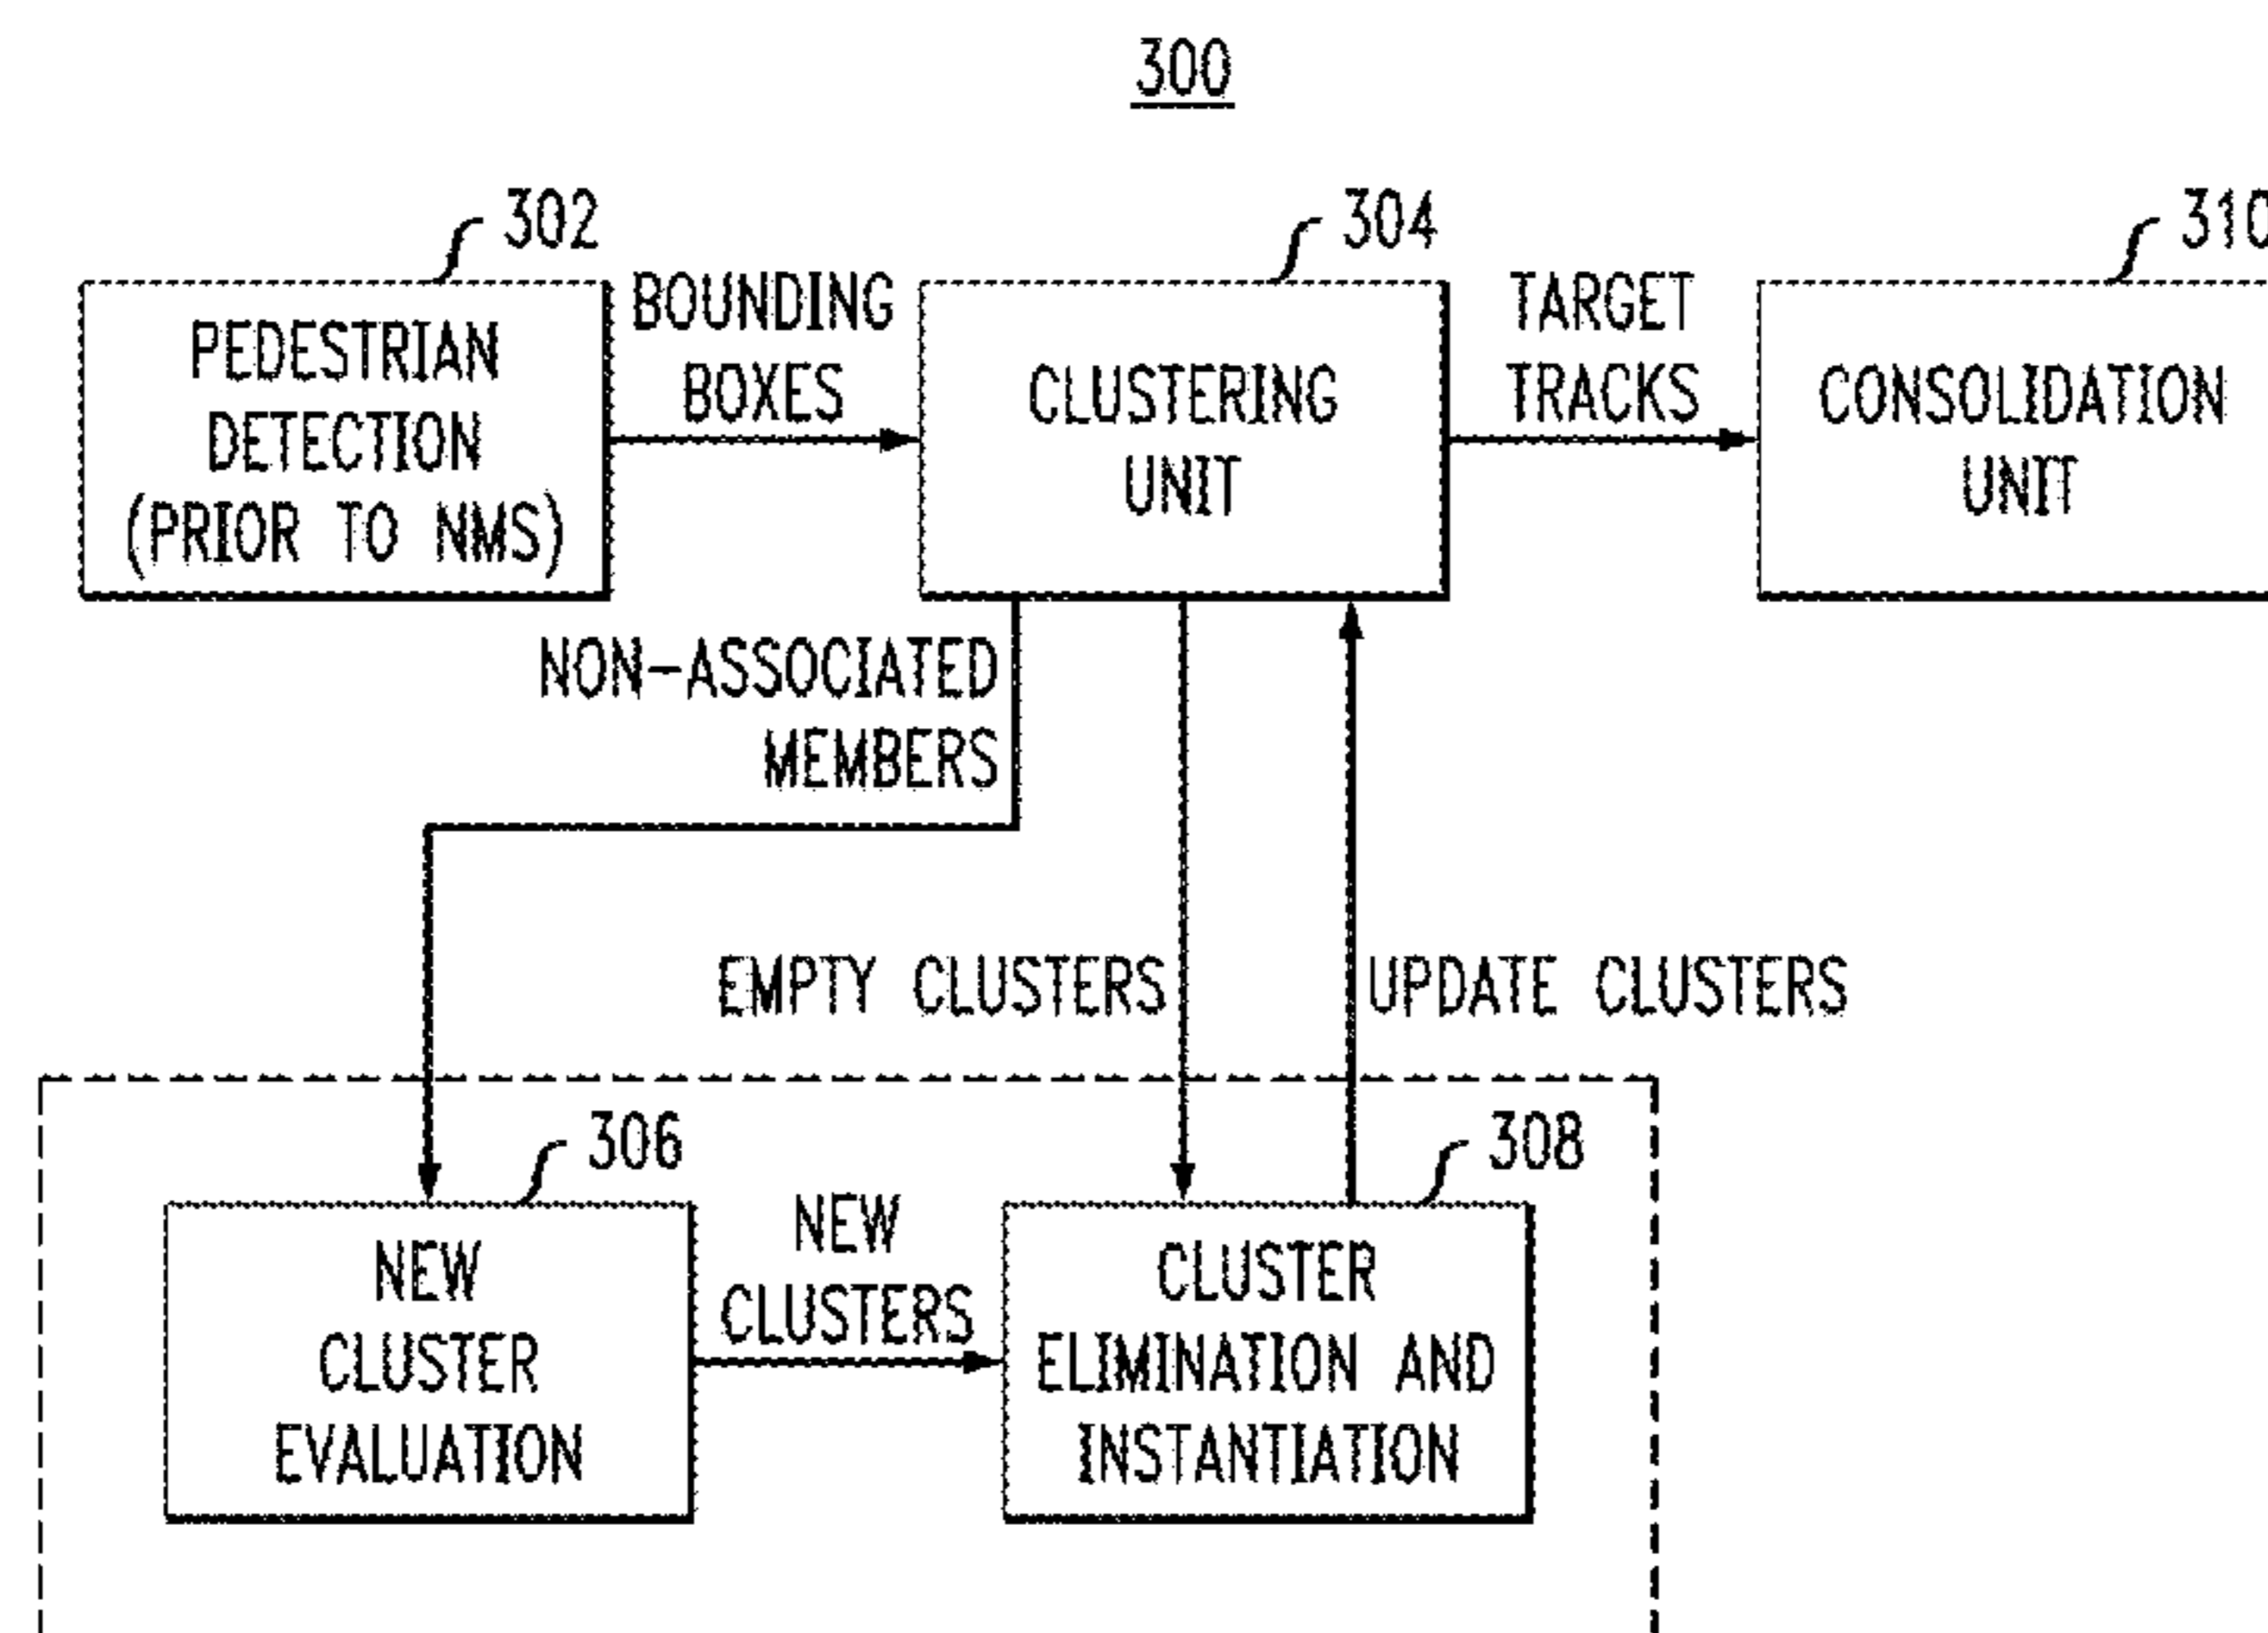 300
302
304
310
PEDESTRIAN
DETECTION
(PRIOR TO NMS)
BOUNDING
BOXES
CLUSTERING
UNIT
TARGET
TRACKS
CONSOLIDATION
UNIT
NON-ASSOCIATED
MEMBERS
EMPTY CLUSTERS
UPDATE CLUSTERS
306
308
NEW
CLUSTER
EVALUATION
NEW
CLUSTERS
CLUSTER
ELIMINATION AND
INSTANTIATION